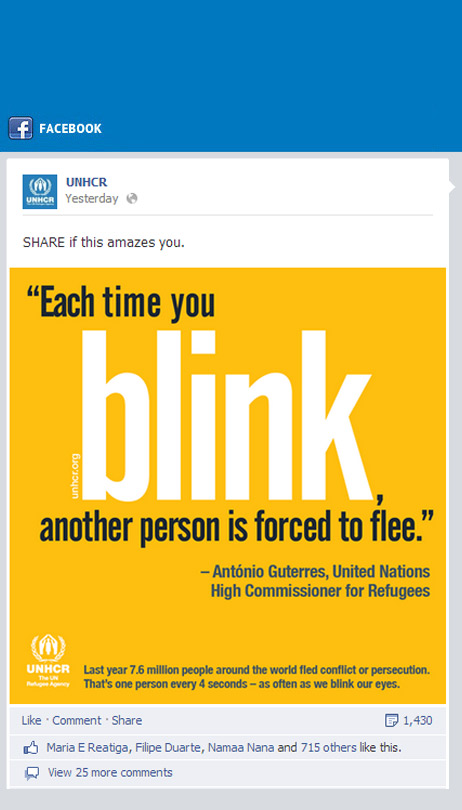 FACEBOOK
UNHCR
Yesterday
SHARE if this amazes you.
“Each time you
blink,
another person is forced to flee.”
unhcr.org
– António Guterres, United Nations
High Commissioner for Refugees
UNHCR
The UN
Refugee Agency
Last year 7.6 million people around the world fled conflict or persecution.
That’s one person every 4 seconds – as often as we blink our eyes.
Like · Comment · Share 1,430
Maria E Reatiga, Filipe Duarte, Namaa Nana and 715 others like this.
View 25 more comments